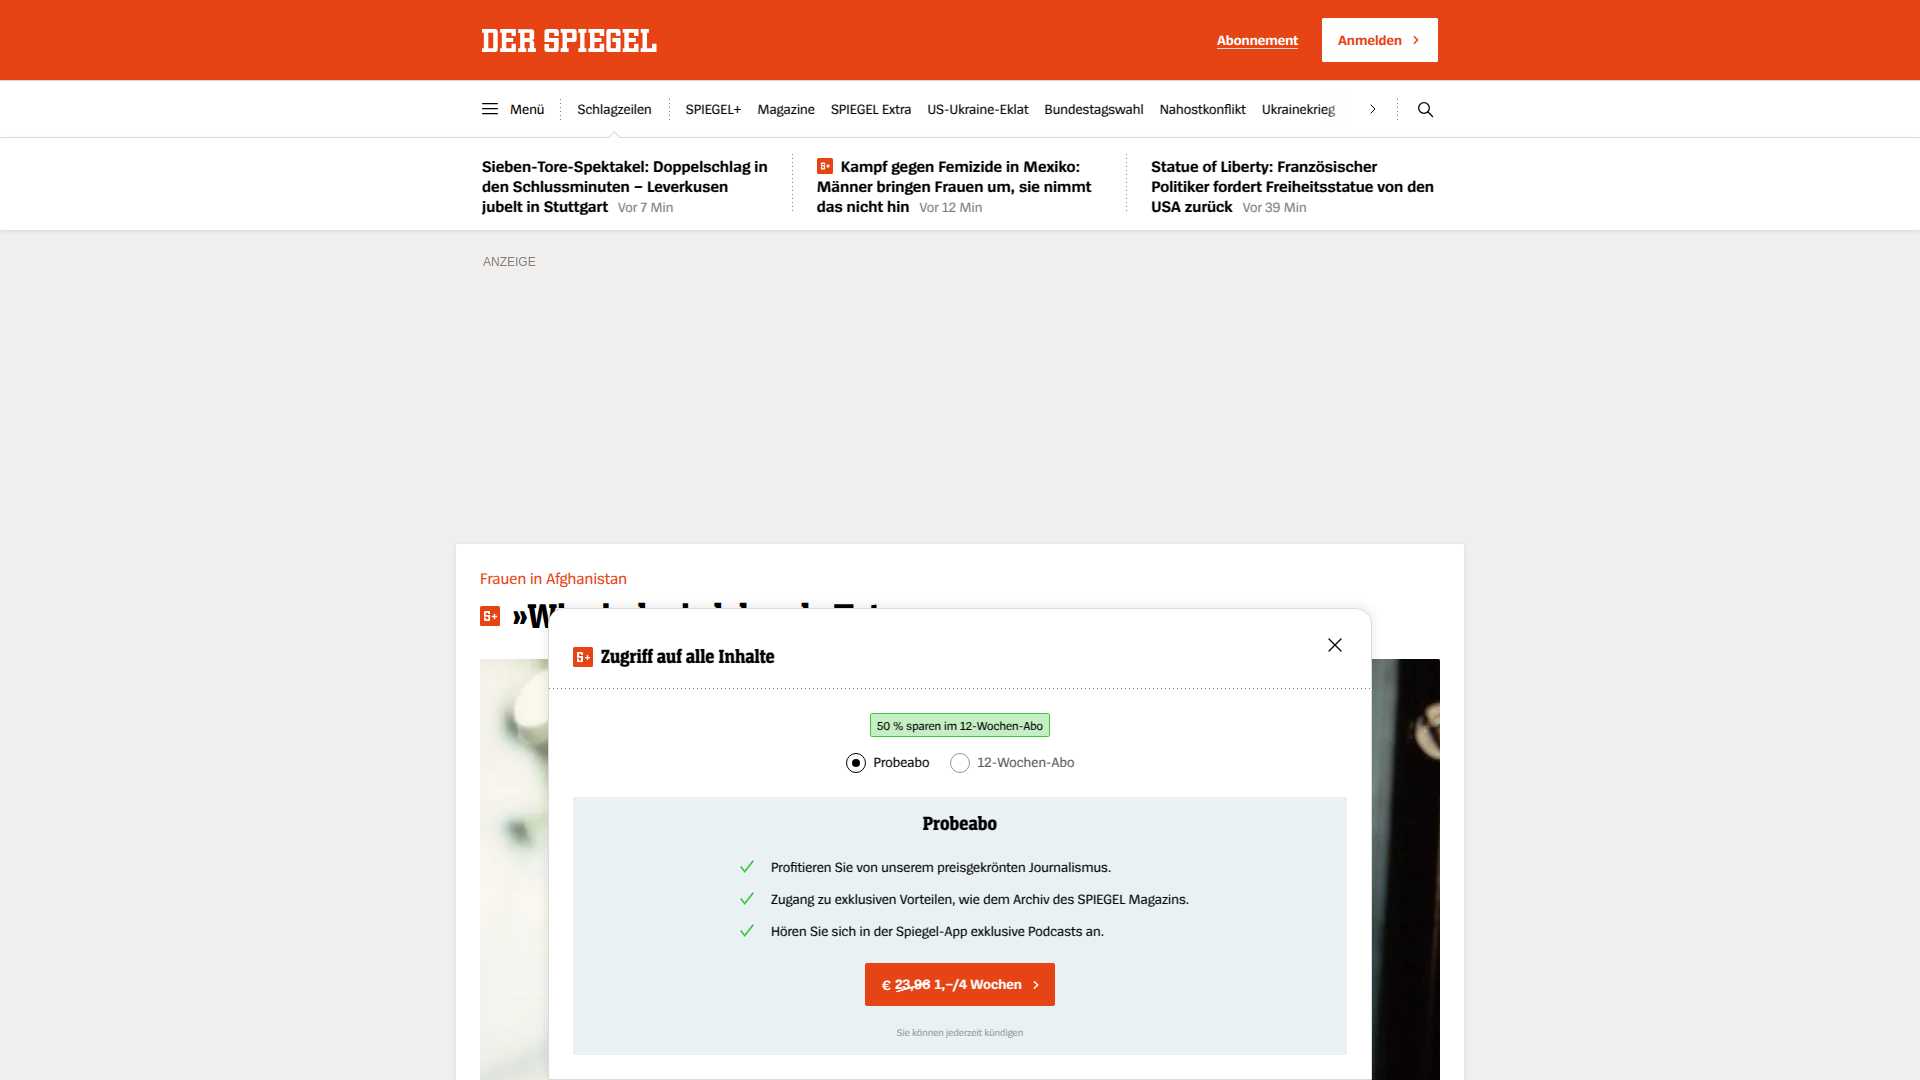 DER SPIEGEL
Abonnement
Anmelden
Menü
Schlagzeilen
SPIEGEL+
Magazine
SPIEGEL Extra
US-Ukraine-Eklat
Bundestagswahl
Nahostkonflikt
Ukrainekrieg
Sieben-Tore-Spektakel: Doppelschlag in
den Schlussminuten – Leverkusen
jubelt in Stuttgart Vor 7 Min
Kampf gegen Femizide in Mexiko:
Männer bringen Frauen um, sie nimmt
das nicht hin Vor 12 Min
Statue of Liberty: Französischer
Politiker fordert Freiheitsstatue von den
USA zurück Vor 39 Min
ANZEIGE
Frauen in Afghanistan
Zugriff auf alle Inhalte
50 % sparen im 12-Wochen-Abo
Probeabo
12-Wochen-Abo
Probeabo
Profitieren Sie von unserem preisgekrönten Journalismus.
Zugang zu exklusiven Vorteilen, wie dem Archiv des SPIEGEL Magazins.
Hören Sie sich in der Spiegel-App exklusive Podcasts an.
€ 23,96 1,–/4 Wochen
Sie können jederzeit kündigen